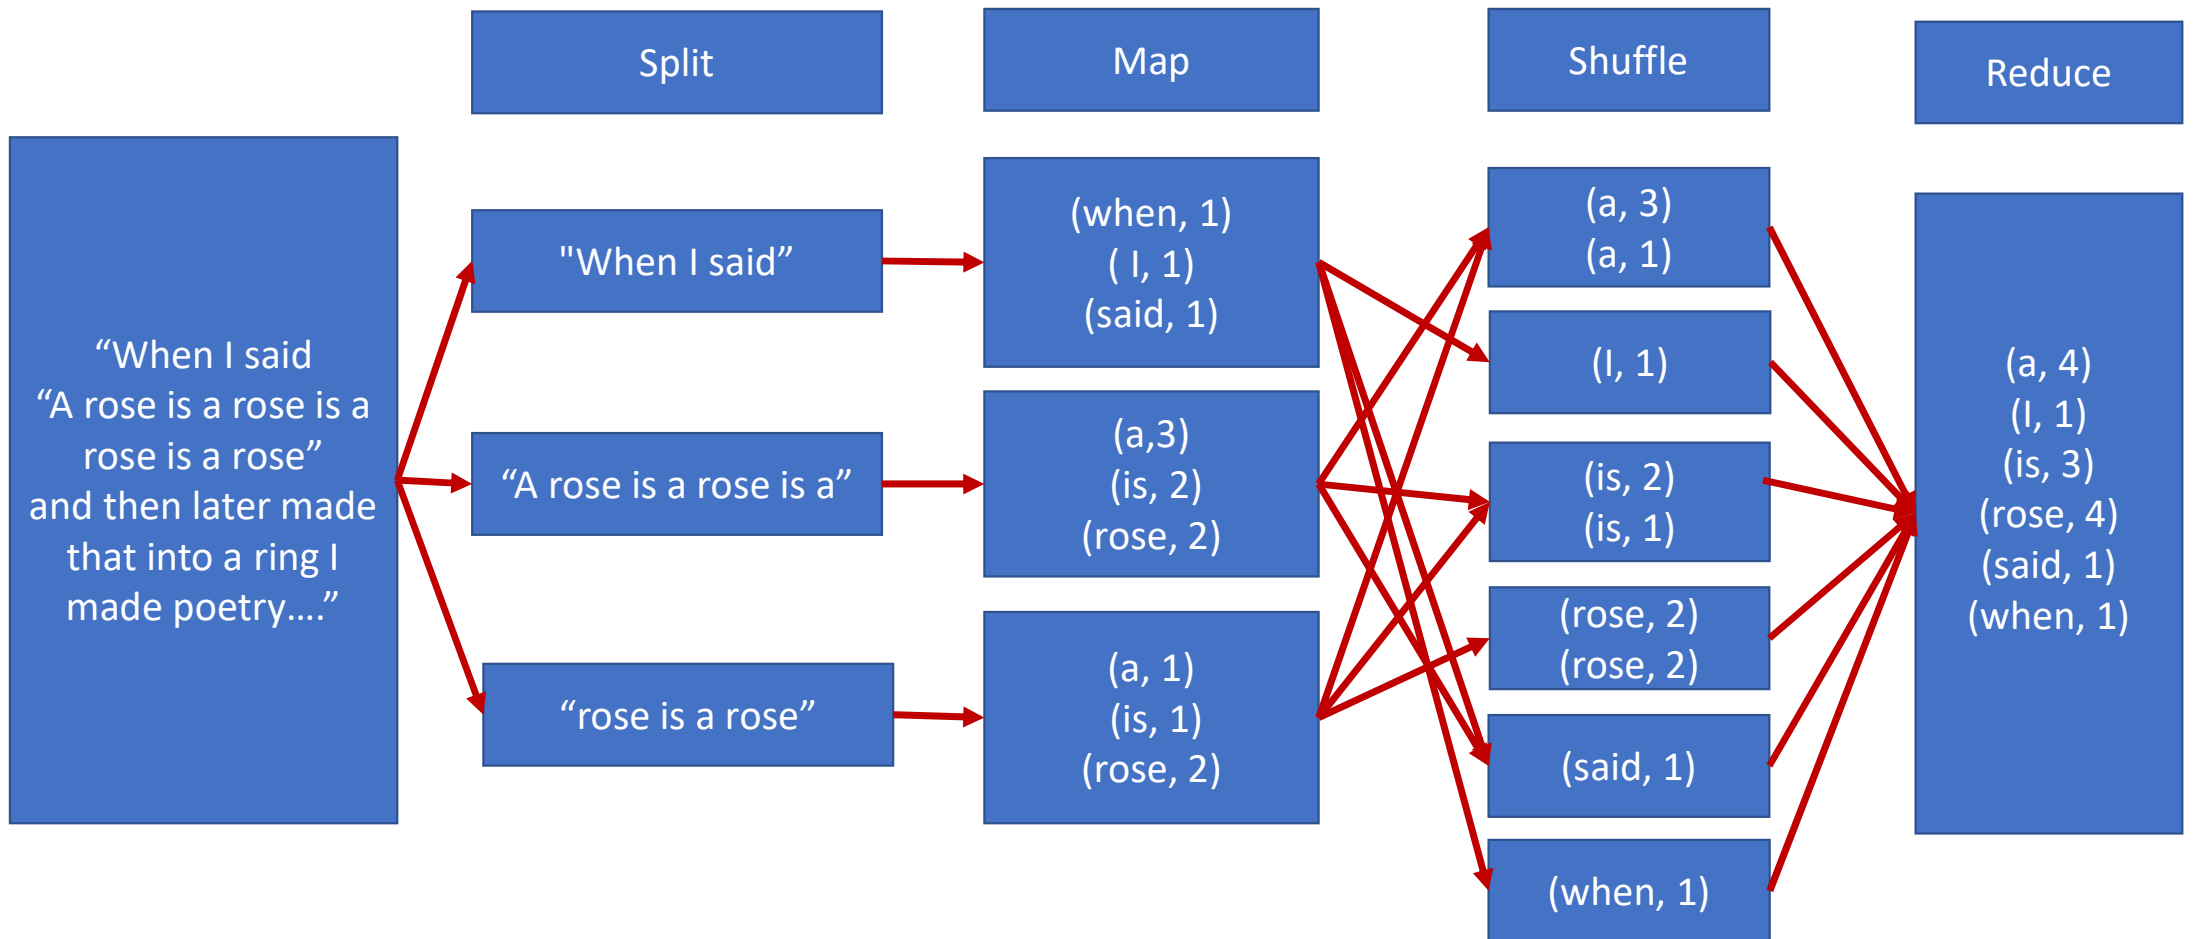 Split
Map
Shuffle
Reduce
“When I said
“A rose is a rose is a
rose is a rose”
and then later made
that into a ring I
made poetry....”
"When I said”
“A rose is a rose is a”
“rose is a rose”
(when, 1)
( I, 1)
(said, 1)
(a,3)
(is, 2)
(rose, 2)
(a, 1)
(is, 1)
(rose, 2)
(a, 3)
(a, 1)
(I, 1)
(is, 2)
(is, 1)
(rose, 2)
(rose, 2)
(said, 1)
(when, 1)
(a, 4)
(I, 1)
(is, 3)
(rose, 4)
(said, 1)
(when, 1)